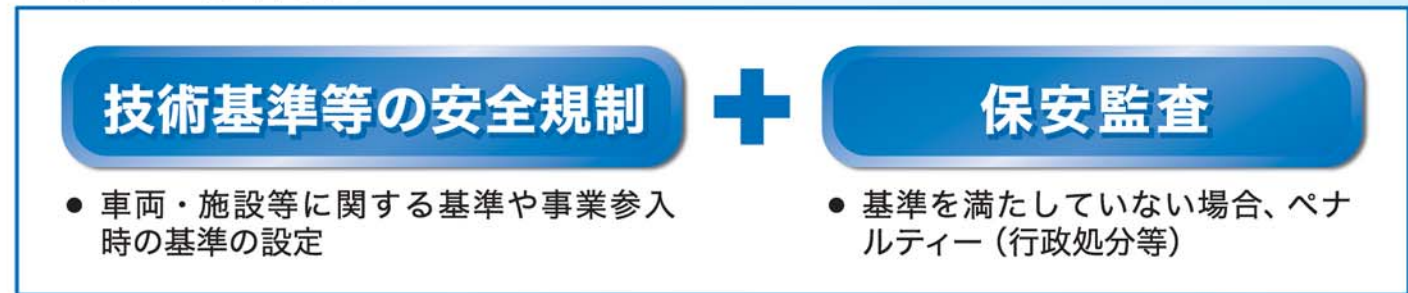 技術基準等の安全規制
● 車両・施設等に関する基準や事業参入
時の基準の設定
+
保安監査
● 基準を満たしていない場合、ペナ
ルティー(行政処分等)